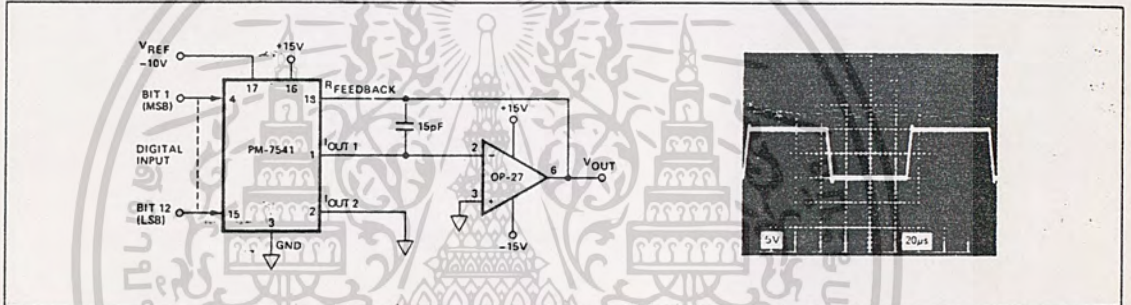 VREF
-10V
+15V
17
16
BIT 1
(MSB)
4
18
RFEEDBACK
+15V
15pF
DIGITAL
INPUT
PM-7541
1
IOUT 1
2
-
OP-27
6
VOUT
3
+
BIT 12
(LSB)
15
2
IOUT 2
3
GND
-15V
5V
20μs